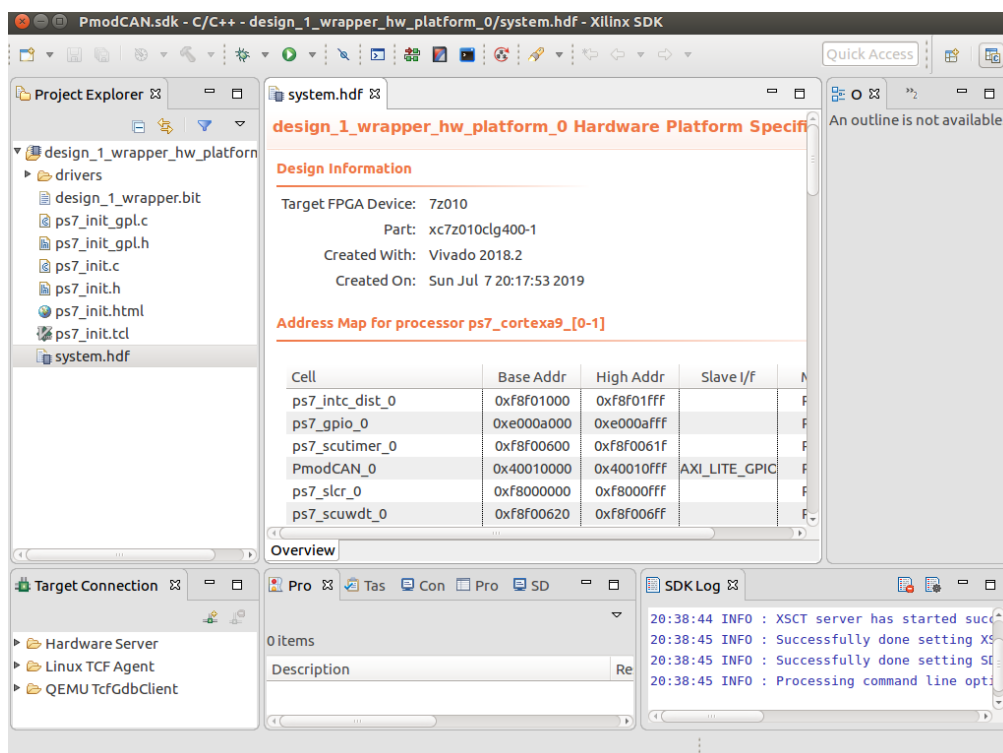 PmodCAN.sdk - C/C++ - design_1_wrapper_hw_platform_0/system.hdf - Xilinx SDK
Quick Access
Project Explorer
design_1_wrapper_hw_platforn
drivers
design_1_wrapper.bit
ps7_init_gpl.c
ps7_init_gpl.h
ps7_init.c
ps7_init.h
ps7_init.html
ps7_init.tcl
system.hdf
system.hdf
design_1_wrapper_hw_platform_0 Hardware Platform Specifi
Design Information
Target FPGA Device: 7z010
Part: xc7z010clg400-1
Created With: Vivado 2018.2
Created On: Sun Jul 7 20:17:53 2019
Address Map for processor ps7_cortexa9_[0-1]
Cell Base Addr High Addr Slave I/f
ps7_intc_dist_0 0xf8f01000 0xf8f01fff
ps7_gpio_0 0xe000a000 0xe000afff
ps7_scutimer_0 0xf8f00600 0xf8f0061f
PmodCAN_0 0x40010000 0x40010fff AXI_LITE_GPIO
ps7_slcr_0 0xf8000000 0xf8000fff
ps7_scuwdt_0 0xf8f00620 0xf8f006ff
Overview
O
2
An outline is not available
Target Connection
Hardware Server
Linux TCF Agent
QEMU TcfGdbClient
Pro Tas Con Pro SD
0 items
Description Re
SDK Log
20:38:44 INFO : XSCT server has started succ
20:38:45 INFO : Successfully done setting XS
20:38:45 INFO : Successfully done setting SD
20:38:45 INFO : Processing command line opti